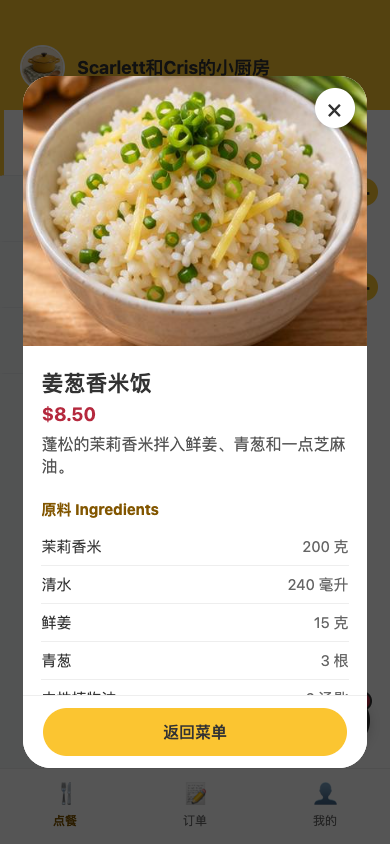 Scarlett和Cris的小厨房
×
姜葱香米饭
$8.50
蓬松的茉莉香米拌入鲜姜、青葱和一点芝麻
油。
原料 Ingredients
茉莉香米 200 克
清水 240 毫升
鲜姜 15 克
青葱 3 根
返回菜单
点餐 订单 我的